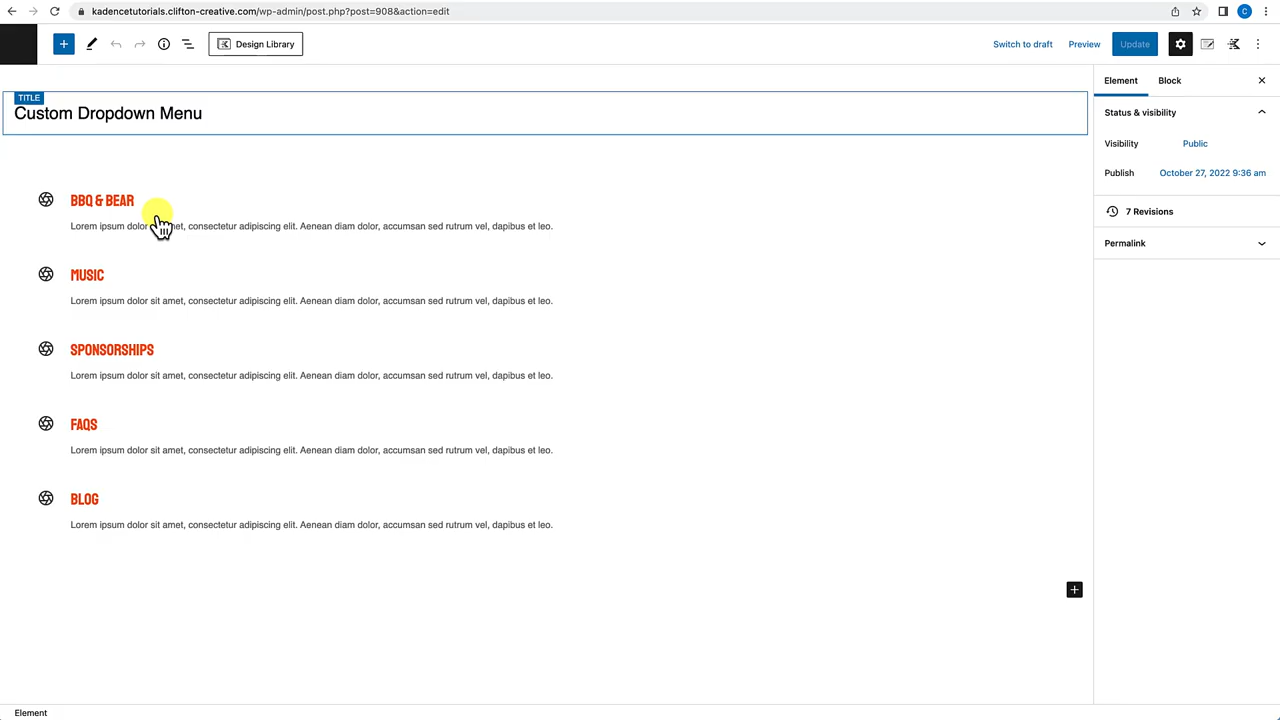 kadencetutorials.clifton-creative.com/wp-admin/post.php?post=908&action=edit
C
Design Library
Switch to draft
Preview
Update
Element
Block
TITLE
Custom Dropdown Menu
Status & visibility
Visibility
Public
Publish
October 27, 2022 9:36 am
7 Revisions
Permalink
BBQ & BEAR
Lorem ipsum dolor et, consectetur adipiscing elit. Aenean diam dolor, accumsan sed rutrum vel, dapibus et leo.
MUSIC
Lorem ipsum dolor sit amet, consectetur adipiscing elit. Aenean diam dolor, accumsan sed rutrum vel, dapibus et leo.
SPONSORSHIPS
Lorem ipsum dolor sit amet, consectetur adipiscing elit. Aenean diam dolor, accumsan sed rutrum vel, dapibus et leo.
FAQS
Lorem ipsum dolor sit amet, consectetur adipiscing elit. Aenean diam dolor, accumsan sed rutrum vel, dapibus et leo.
BLOG
Lorem ipsum dolor sit amet, consectetur adipiscing elit. Aenean diam dolor, accumsan sed rutrum vel, dapibus et leo.
Element